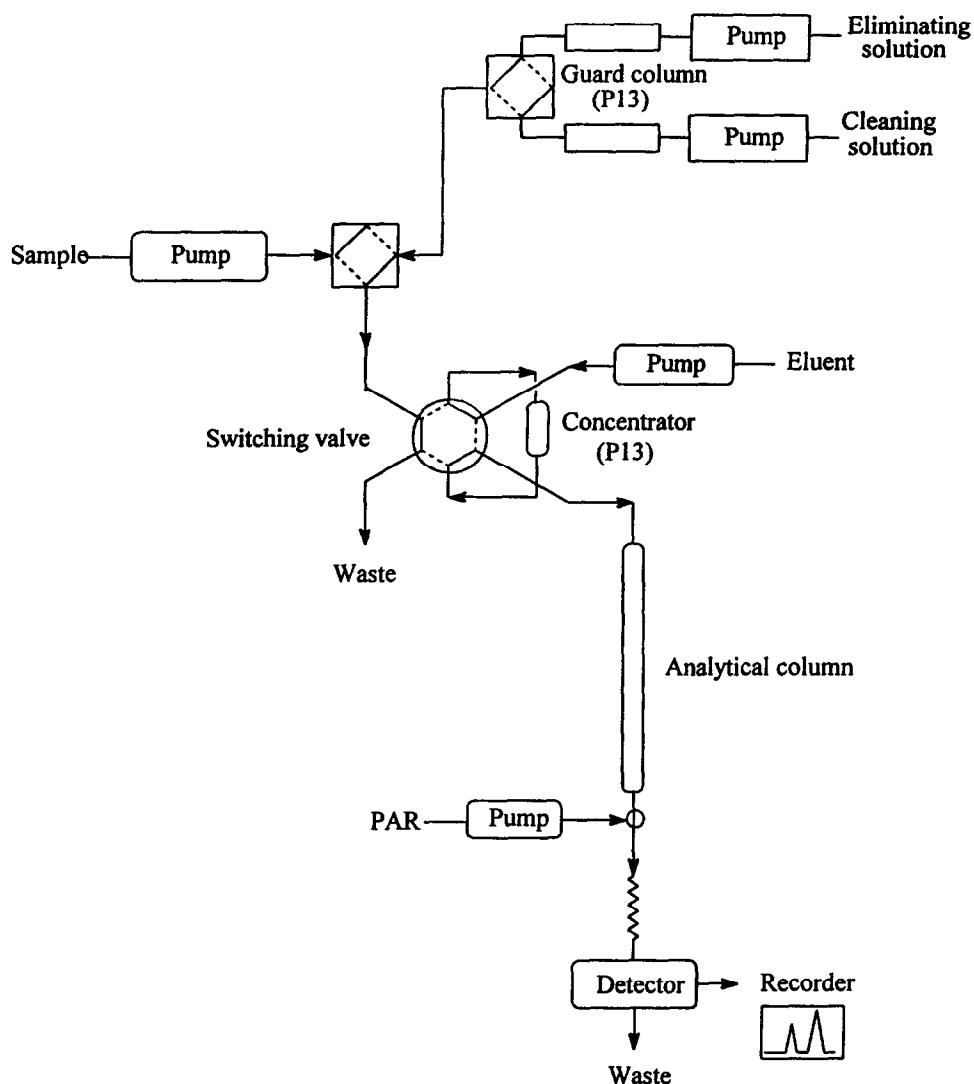 Pump
Eliminating
solution
Guard column
(P13)
Pump
Cleaning
solution
Sample
Pump
Pump
Eluent
Switching valve
Concentrator
(P13)
Waste
Analytical column
PAR
Pump
Detector
Recorder
Waste